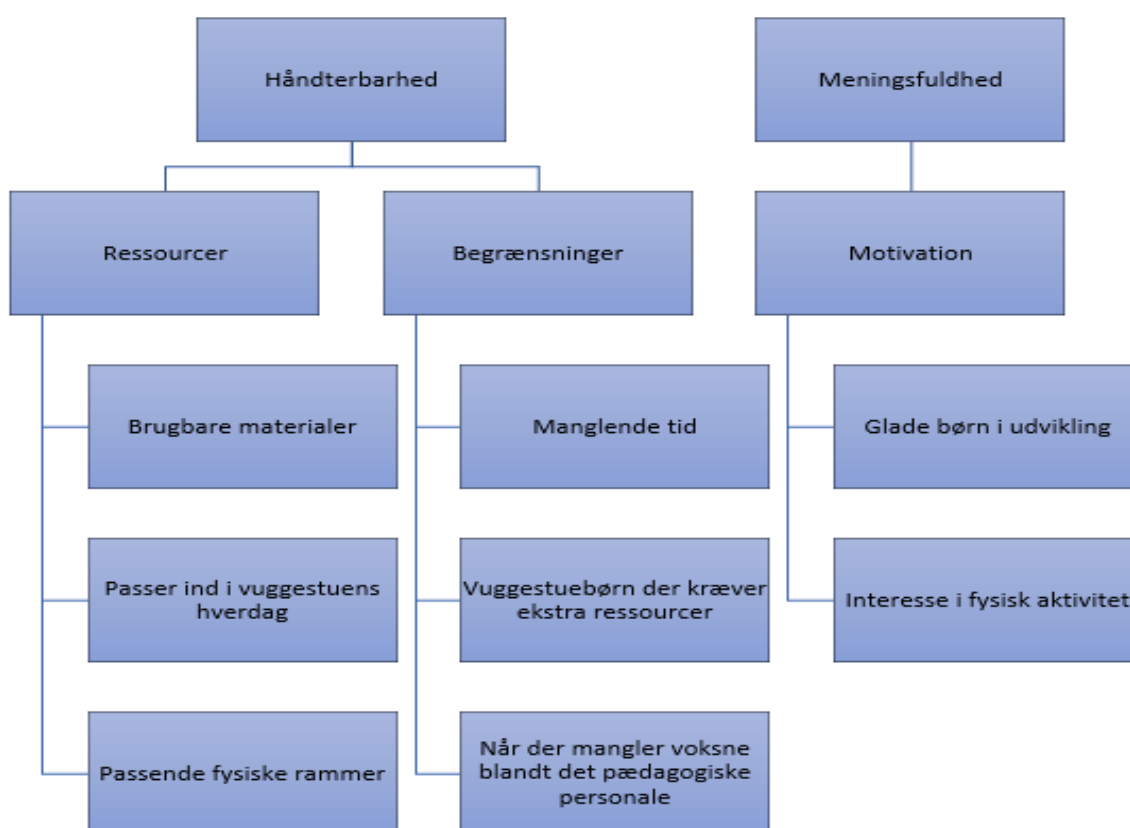 Håndterbarhed
Meningsfuldhed
Ressourcer
Begrænsninger
Motivation
Brugbare materialer
Manglende tid
Glade børn i udvikling
Passer ind i vuggestuens
hverdag
Vuggestuebørn der kræver
ekstra ressourcer
Interesse i fysisk aktivitet
Passende fysiske rammer
Når der mangler voksne
blandt det pædagogiske
personale